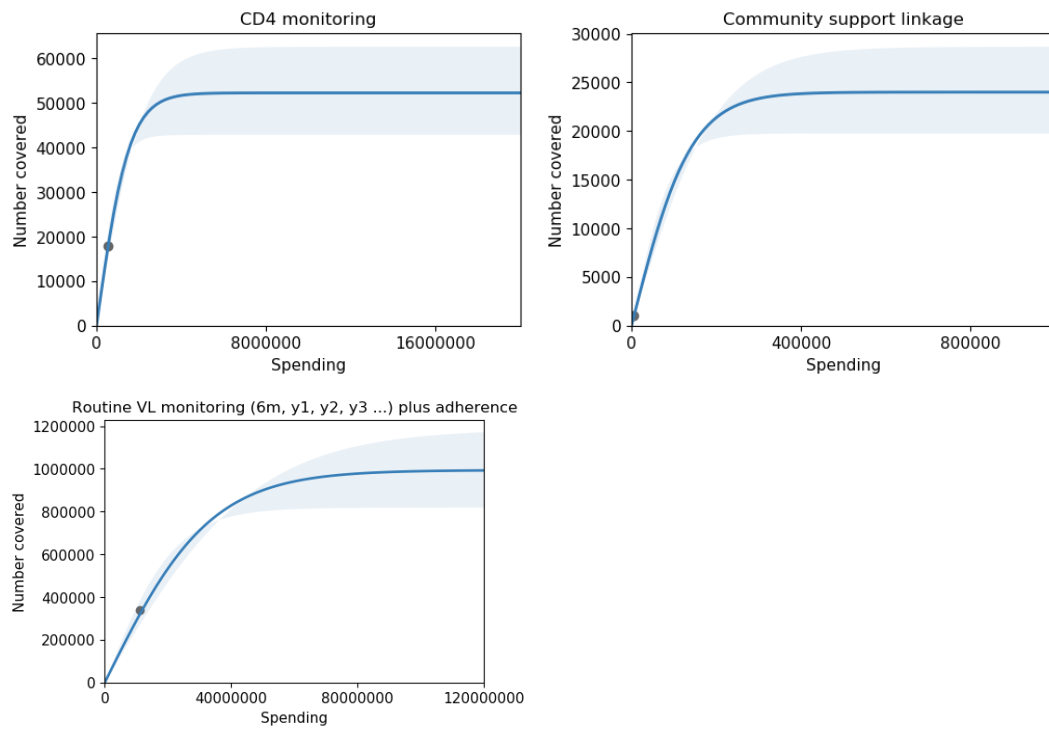 CD4 monitoring
60000
50000
40000
30000
20000
10000
0
Number covered
0 8000000 16000000
Spending
Community support linkage
30000
25000
20000
15000
10000
5000
0
Number covered
0 400000 800000
Spending
Routine VL monitoring (6m, y1, y2, y3 ...) plus adherence
1200000
1000000
800000
600000
400000
200000
0
Number covered
0 40000000 80000000 120000000
Spending